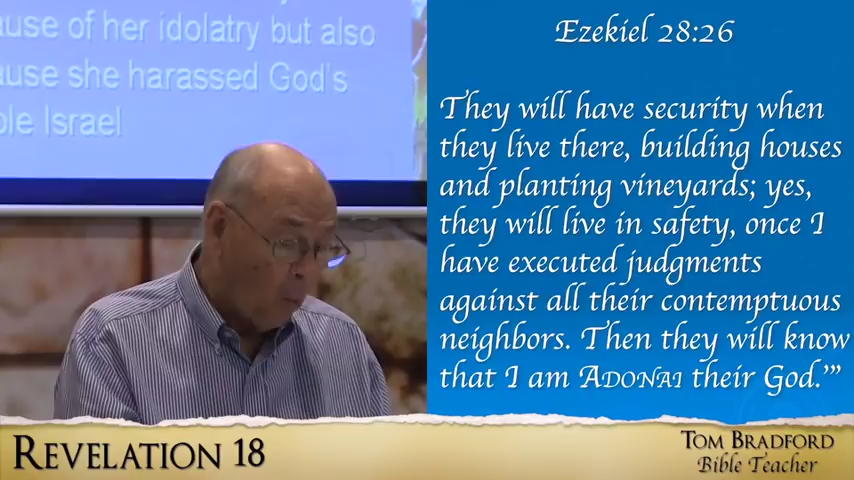 ause of her idolatry but also
ause she harassed God's
ple Israel
Ezekiel 28:26
They will have security when
they live there, building houses
and planting vineyards; yes,
they will live in safety, once I
have executed judgments
against all their contemptuous
neighbors. Then they will know
that I am ADONAI their God.'”
REVELATION 18
TOM BRADFORD
Bible Teacher